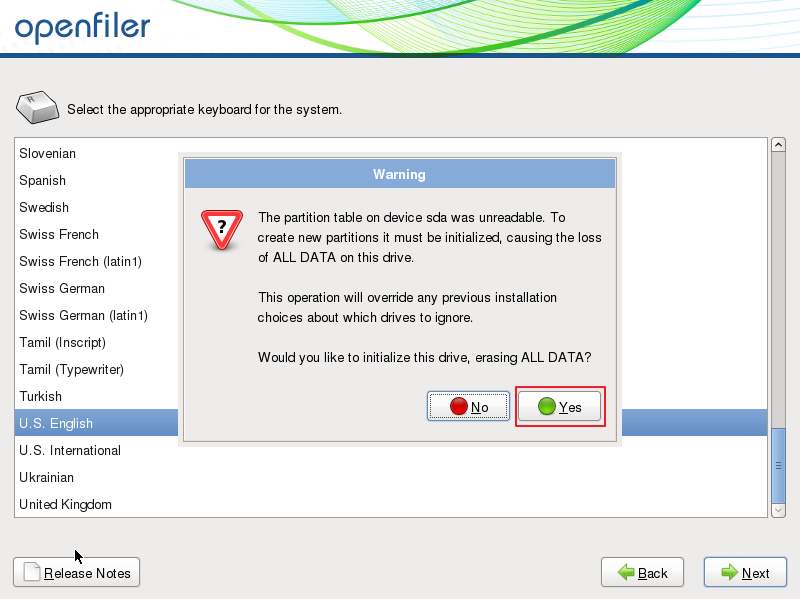 openfiler
Select the appropriate keyboard for the system.
Slovenian
Spanish
Swedish
Swiss French
Swiss French (latin1)
Swiss German
Swiss German (latin1)
Tamil (Inscript)
Tamil (Typewriter)
Turkish
U.S. English
U.S. International
Ukrainian
United Kingdom
Warning
?
The partition table on device sda was unreadable. To
create new partitions it must be initialized, causing the loss
of ALL DATA on this drive.
This operation will override any previous installation
choices about which drives to ignore.
Would you like to initialize this drive, erasing ALL DATA?
No
Yes
Release Notes
Back
Next